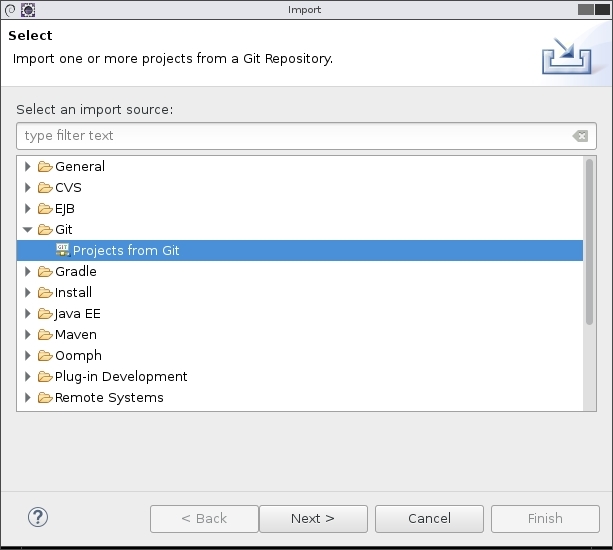 Import
Select
Import one or more projects from a Git Repository.
Select an import source:
type filter text
General
CVS
EJB
Git
GIT Projects from Git
Gradle
Install
Java EE
Maven
Oomph
Plug-in Development
Remote Systems
? < Back Next > Cancel Finish